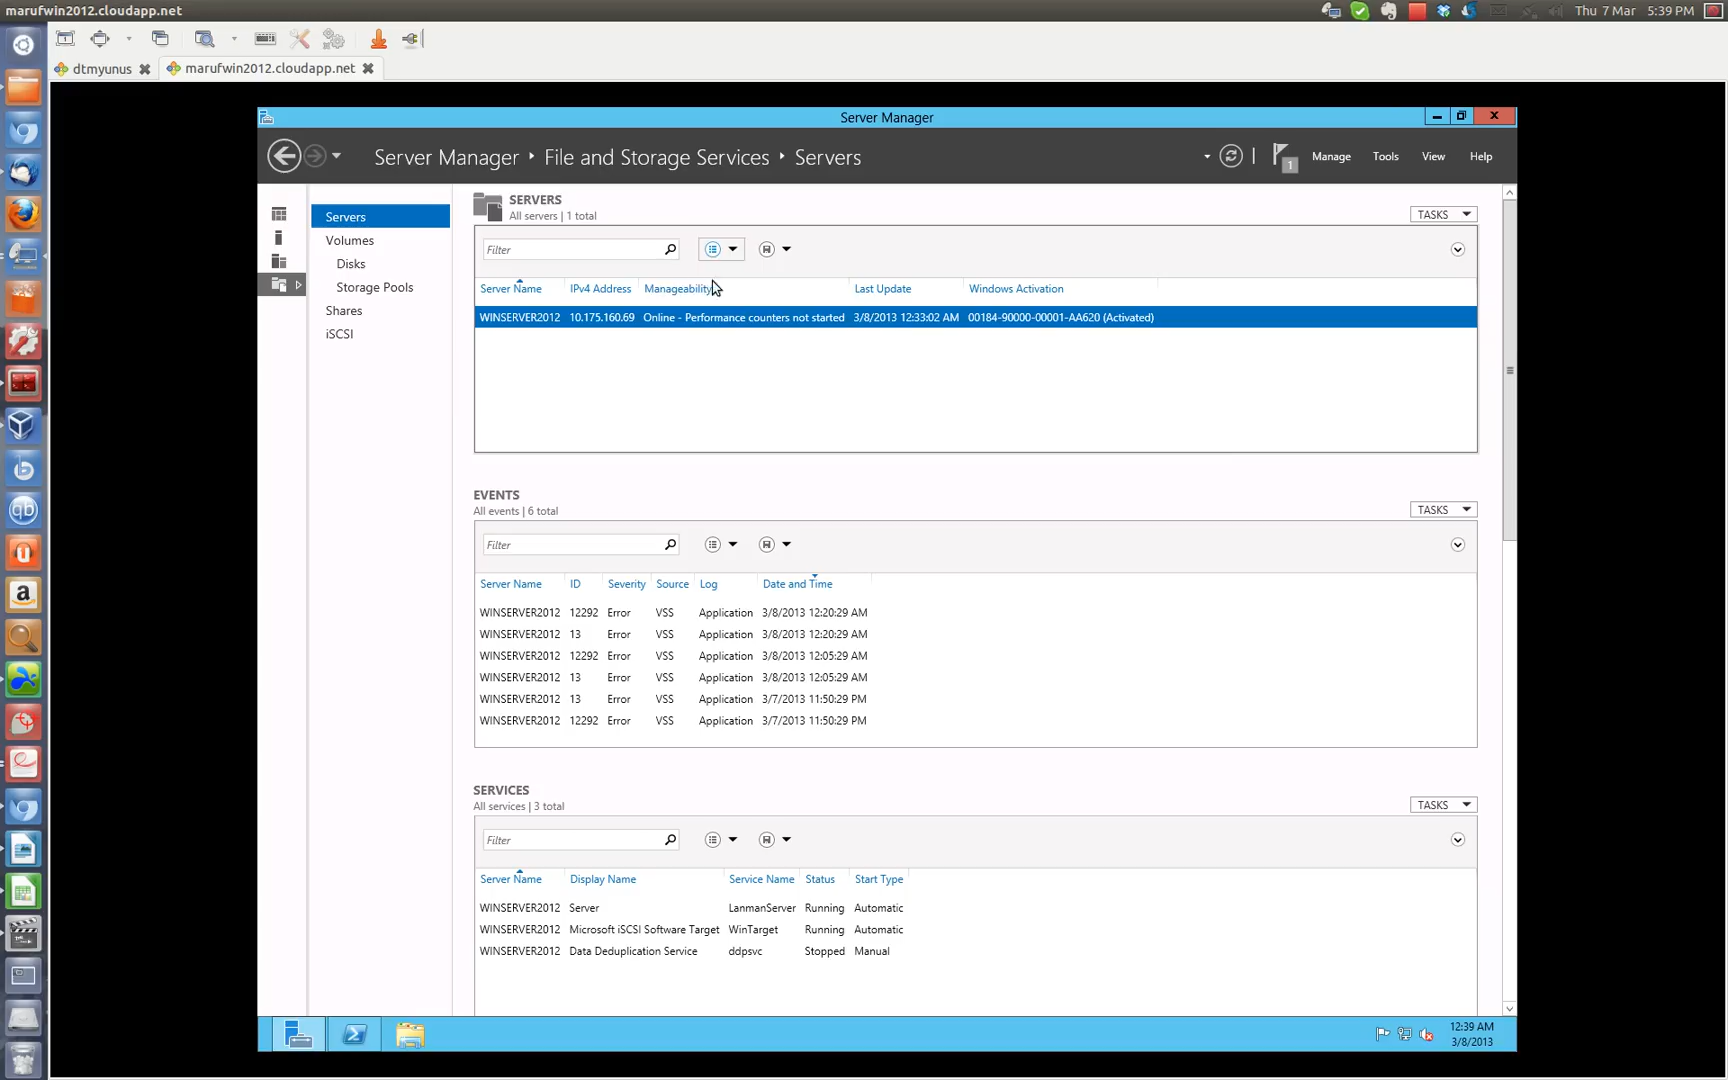 marufwin2012.cloudapp.net
Thu 7 Mar 5:39 PM
dtmyunus
marufwin2012.cloudapp.net
Server Manager
Server Manager • File and Storage Services • Servers
1
Manage Tools View Help
Servers
Volumes
Disks
Storage Pools
Shares
iSCSI
SERVERS
All servers | 1 total
TASKS
Filter
Server Name IPv4 Address Manageability Last Update Windows Activation
WINSERVER2012 10.175.160.69 Online - Performance counters not started 3/8/2013 12:33:02 AM 00184-90000-00001-AA620 (Activated)
EVENTS
All events | 6 total
TASKS
Filter
Server Name ID Severity Source Log Date and Time
WINSERVER2012 12292 Error VSS Application 3/8/2013 12:20:29 AM
WINSERVER2012 13 Error VSS Application 3/8/2013 12:20:29 AM
WINSERVER2012 12292 Error VSS Application 3/8/2013 12:05:29 AM
WINSERVER2012 13 Error VSS Application 3/8/2013 12:05:29 AM
WINSERVER2012 13 Error VSS Application 3/7/2013 11:50:29 PM
WINSERVER2012 12292 Error VSS Application 3/7/2013 11:50:29 PM
SERVICES
All services | 3 total
TASKS
Filter
Server Name Display Name Service Name Status Start Type
WINSERVER2012 Server LanmanServer Running Automatic
WINSERVER2012 Microsoft iSCSI Software Target WinTarget Running Automatic
WINSERVER2012 Data Deduplication Service ddpsvc Stopped Manual
12:39 AM
3/8/2013